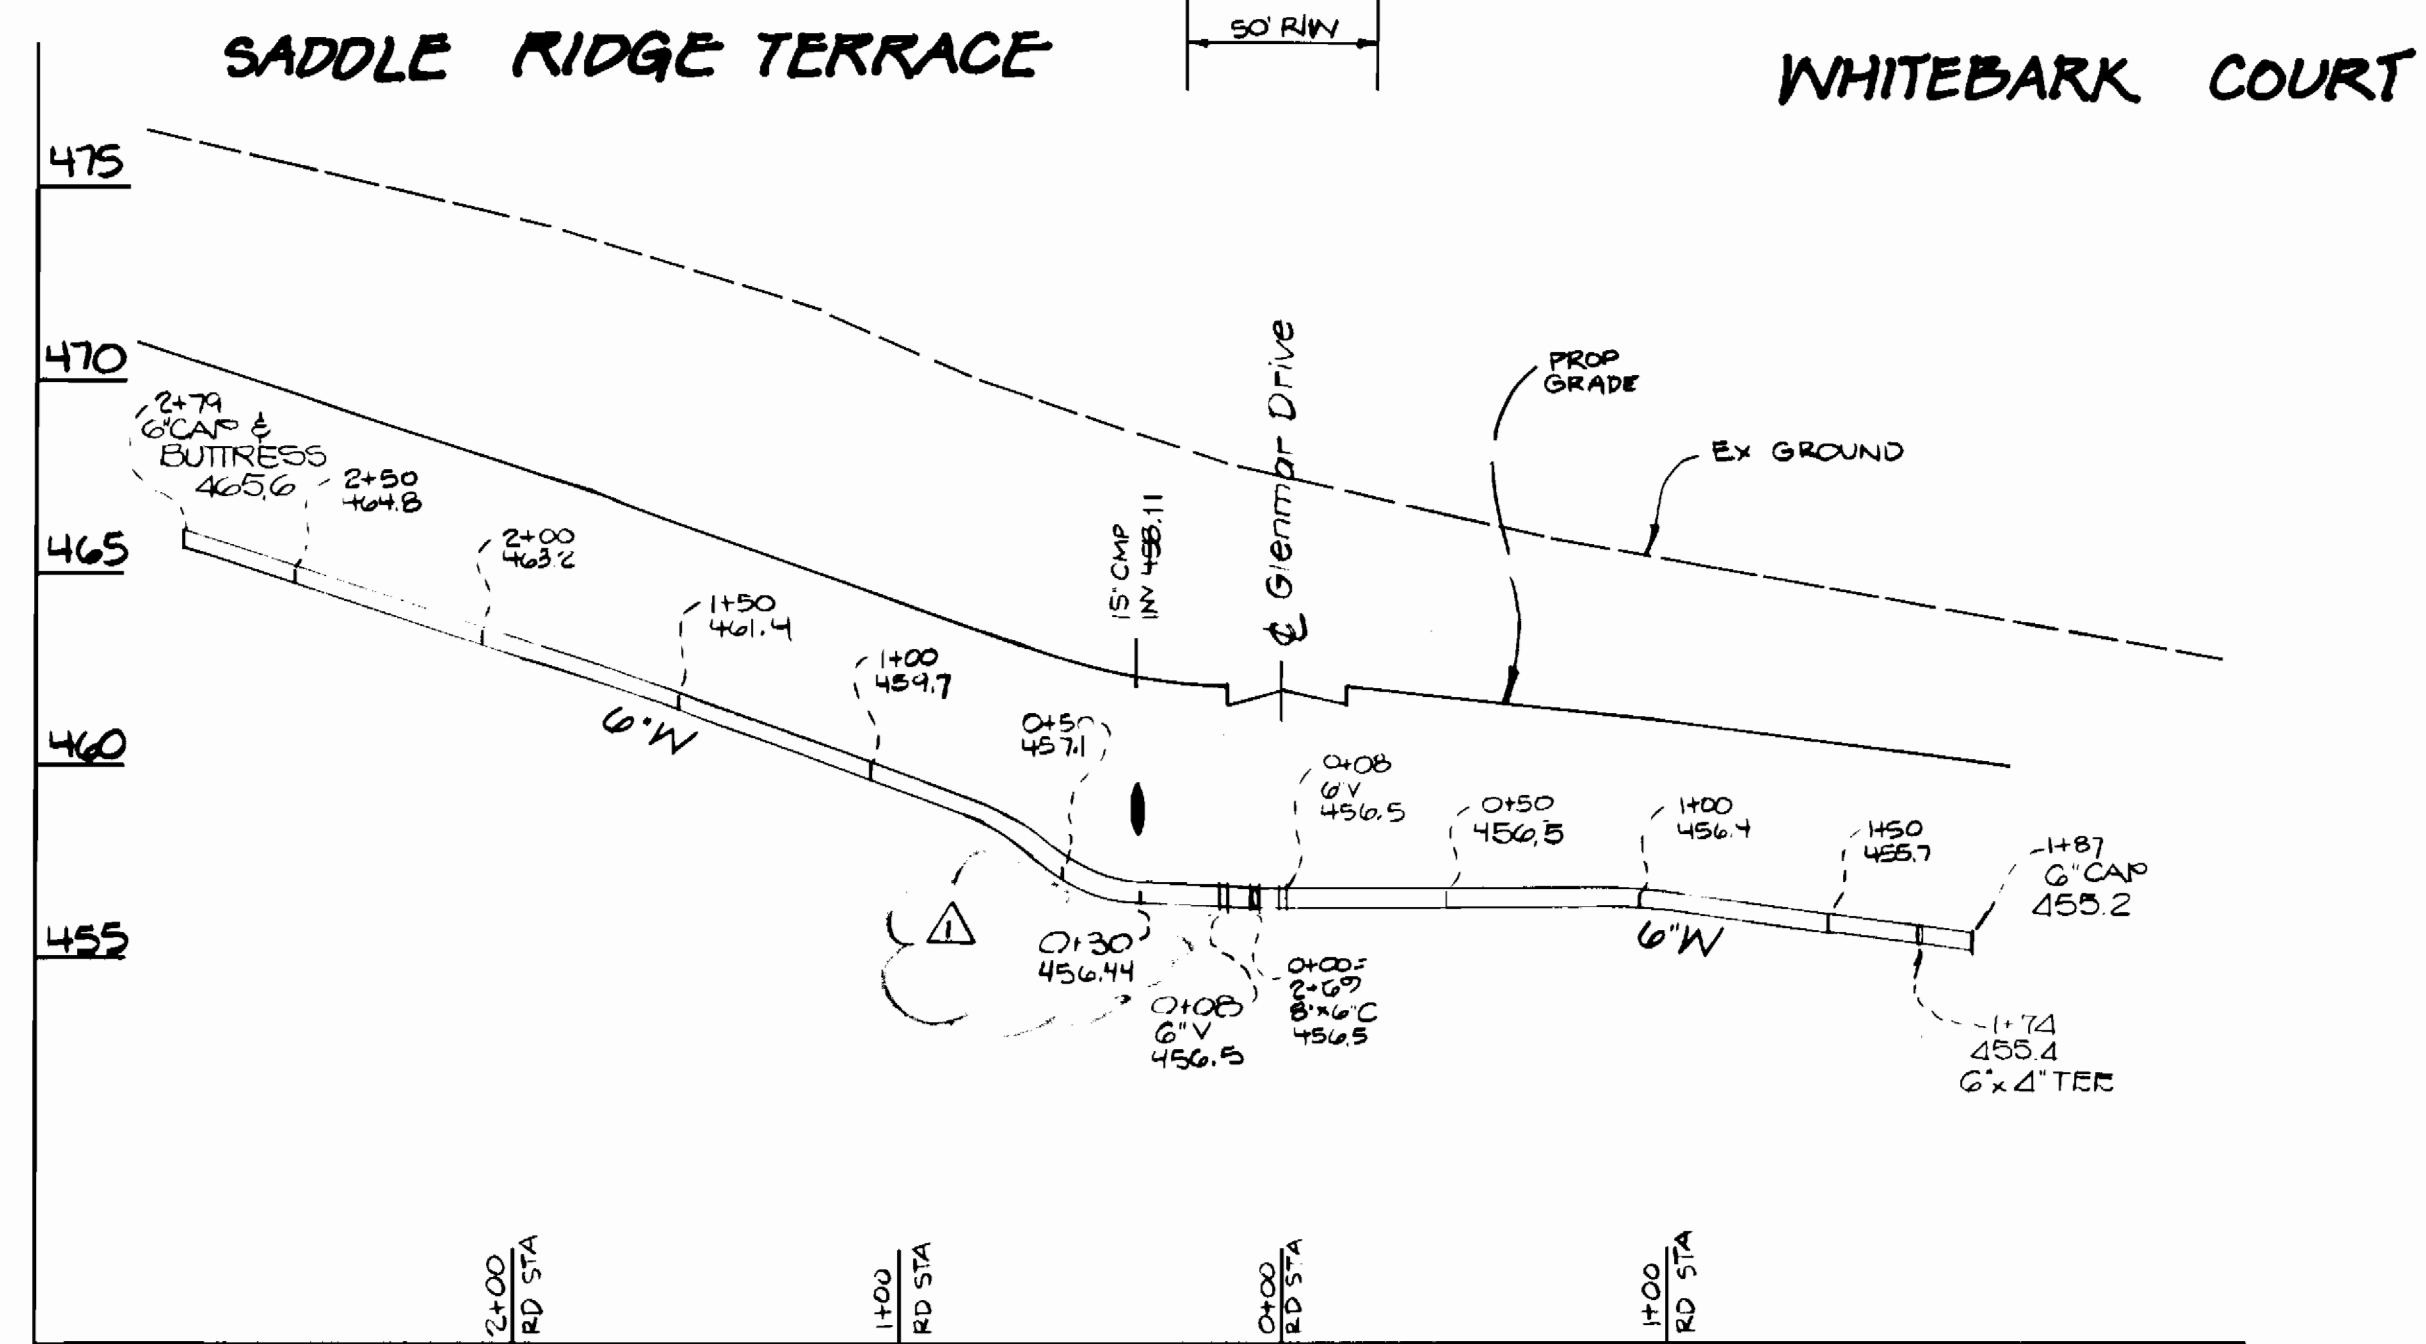 50' R/W
SADDLE RIDGE TERRACE
WHITEBARK COURT
475
470
465
460
455
2+79
6"CAP &
BUTTRESS
465.6
2+50
464.8
2+00
463.2
1+50
461.4
1+00
459.7
6"W
0+50
457.1
15" CMP
INV 458.11
℄ Glenmar Drive
PROP
GRADE
EX GROUND
0+08
6"V
456.5
0+50
456.5
1+00
456.4
1+50
455.7
1+87
6"CAP
455.2
6"W
1
0+30
456.44
0+08
6"V
456.5
0+00=
2+69
8"x6"C
456.5
1+74
455.4
6"x4"TEE
2+00
RD STA
1+00
RD STA
0+00
RD STA
1+00
RD STA